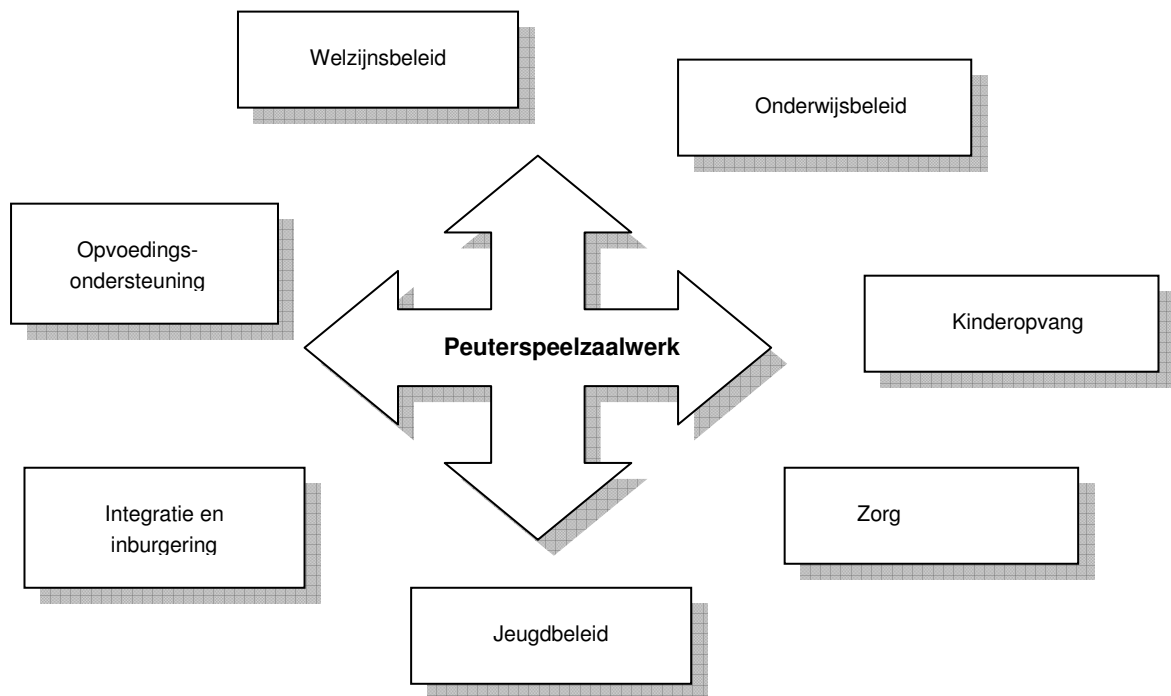 Welzijnsbeleid
Onderwijsbeleid
Opvoedings-
ondersteuning
Kinderopvang
Peuterspeelzaalwerk
Integratie en
inburgering
Zorg
Jeugdbeleid